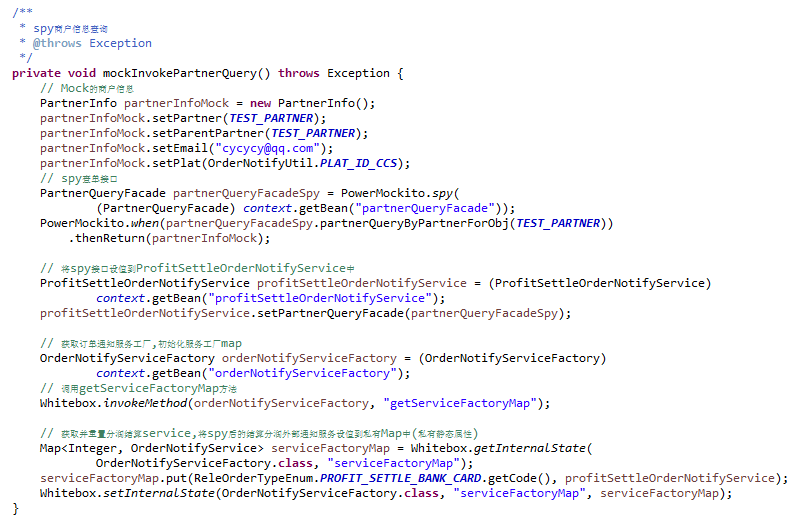 /**
 * spy商户信息查询
 * @throws Exception
 */
private void mockInvokePartnerQuery() throws Exception {
    // Mock的商户信息
    PartnerInfo partnerInfoMock = new PartnerInfo();
    partnerInfoMock.setPartner(TEST_PARTNER);
    partnerInfoMock.setParentPartner(TEST_PARTNER);
    partnerInfoMock.setEmail("cycycy@qq.com");
    partnerInfoMock.setPlat(OrderNotifyUtil.PLAT_ID_CCS);
    // spy查单接口
    PartnerQueryFacade partnerQueryFacadeSpy = PowerMockito.spy(
            (PartnerQueryFacade) context.getBean("partnerQueryFacade"));
    PowerMockito.when(partnerQueryFacadeSpy.partnerQueryByPartnerForObj(TEST_PARTNER))
        .thenReturn(partnerInfoMock);

    // 将spy接口设值到ProfitSettleOrderNotifyService中
    ProfitSettleOrderNotifyService profitSettleOrderNotifyService = (ProfitSettleOrderNotifyService)
            context.getBean("profitSettleOrderNotifyService");
    profitSettleOrderNotifyService.setPartnerQueryFacade(partnerQueryFacadeSpy);

    // 获取订单通知服务工厂,初始化服务工厂map
    OrderNotifyServiceFactory orderNotifyServiceFactory = (OrderNotifyServiceFactory)
            context.getBean("orderNotifyServiceFactory");
    // 调用getServiceFactoryMap方法
    Whitebox.invokeMethod(orderNotifyServiceFactory, "getServiceFactoryMap");

    // 获取并重置分润结算service,将spy后的结算分润外部通知服务设值到私有Map中(私有静态属性)
    Map<Integer, OrderNotifyService> serviceFactoryMap = Whitebox.getInternalState(
            OrderNotifyServiceFactory.class, "serviceFactoryMap");
    serviceFactoryMap.put(ReleOrderTypeEnum.PROFIT_SETTLE_BANK_CARD.getCode(), profitSettleOrderNotifyService);
    Whitebox.setInternalState(OrderNotifyServiceFactory.class, "serviceFactoryMap", serviceFactoryMap);
}